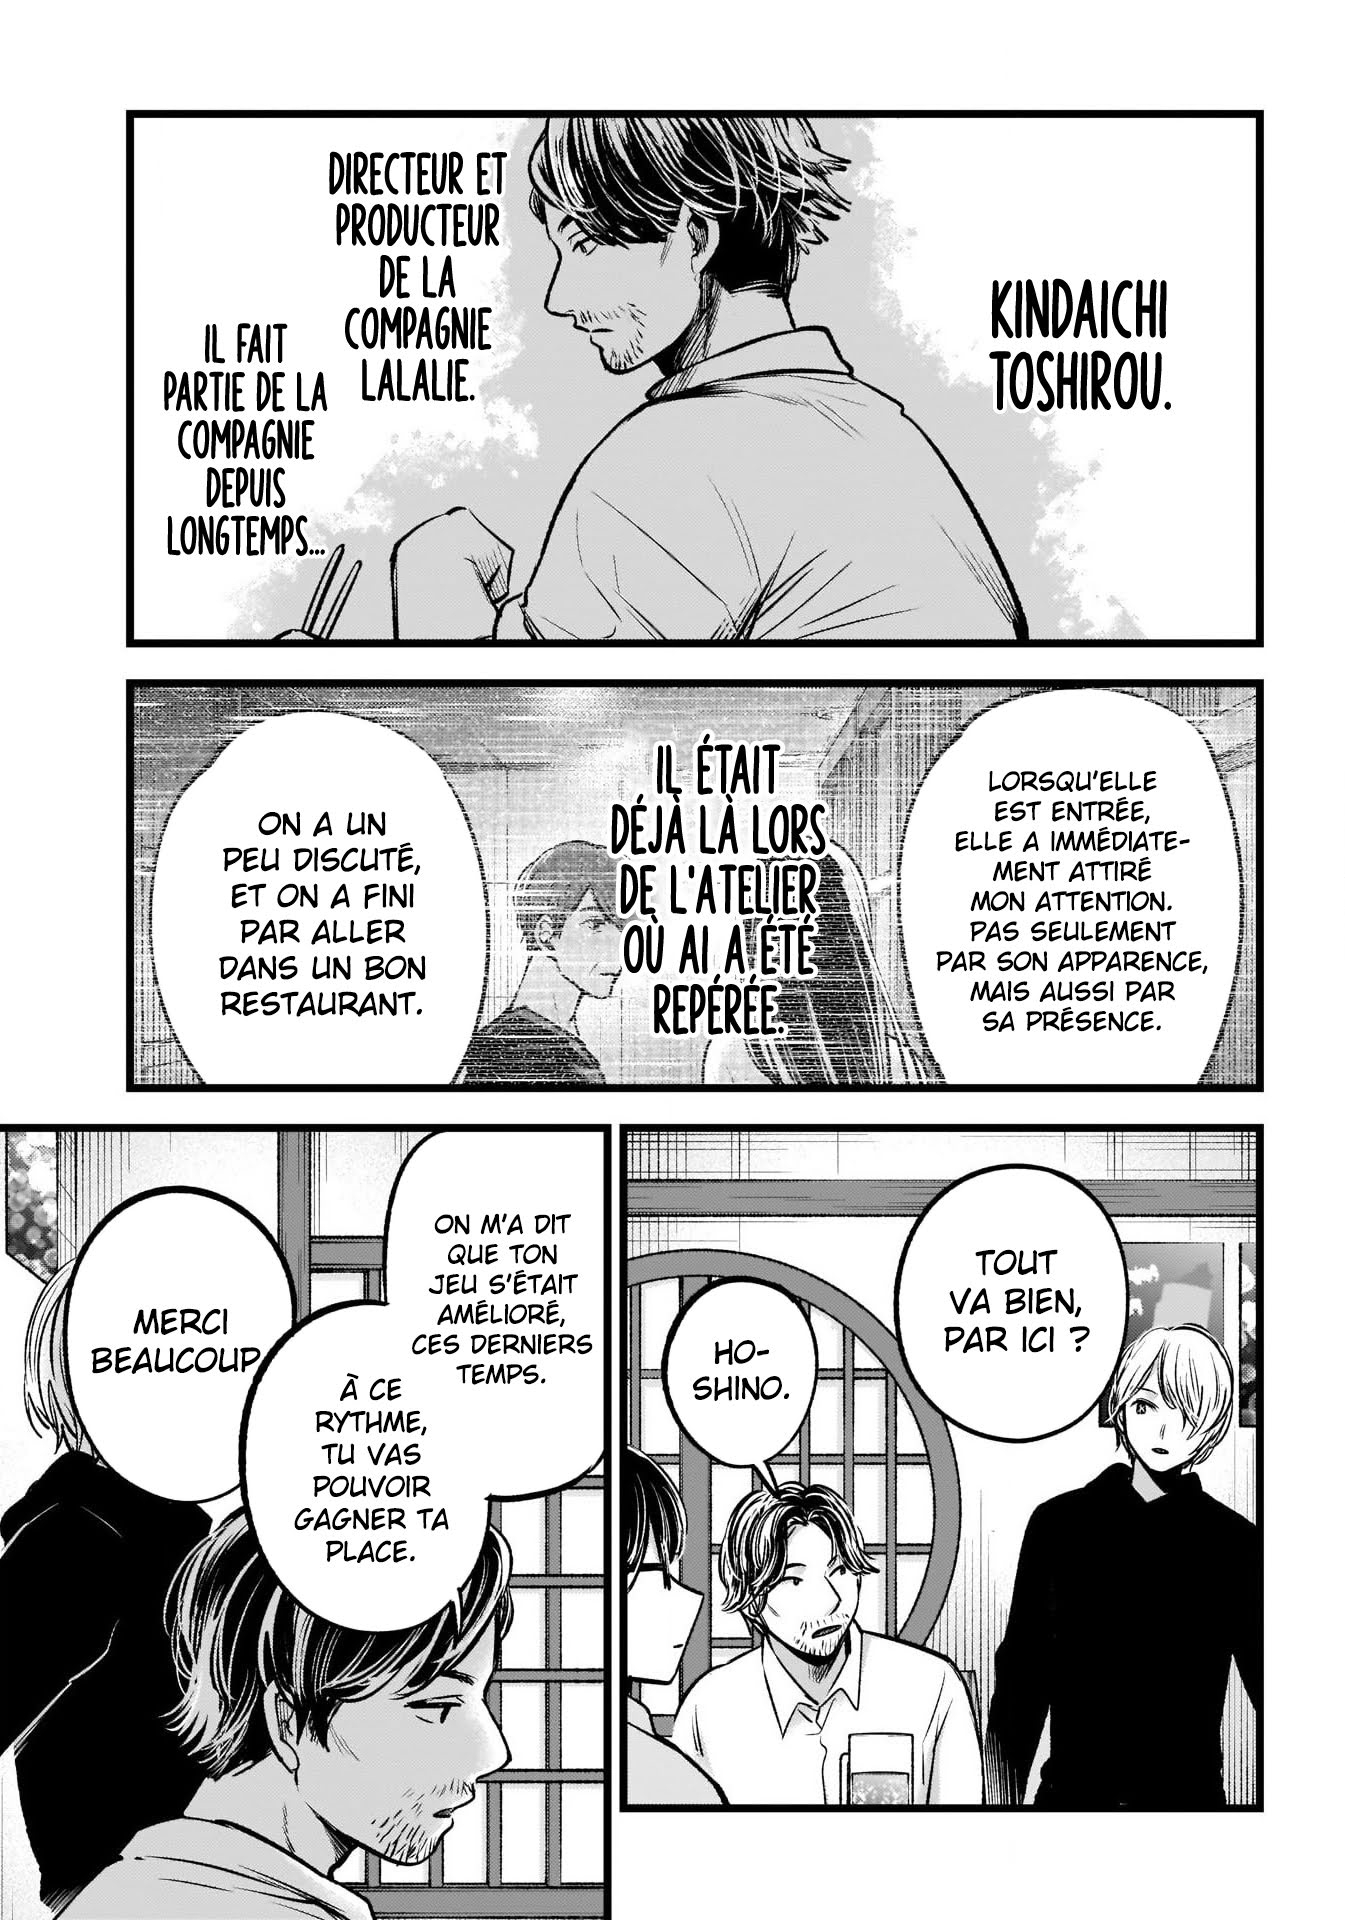 KINDAICHI
TOSHIROU.
DIRECTEUR ET
PRODUCTEUR
DE LA
COMPAGNIE
LALALIE.
IL FAIT
PARTIE DE LA
COMPAGNIE
DEPUIS
LONGTEMPS...
LORSQU'ELLE
EST ENTRÉE,
ELLE A IMMÉDIATE-
MENT ATTIRÉ
MON ATTENTION.
PAS SEULEMENT
PAR SON APPARENCE,
MAIS AUSSI PAR
SA PRÉSENCE.
IL ÉTAIT
DÉJÀ LÀ LORS
DE L'ATELIER
OÙ AI A ÉTÉ
REPÉRÉE.
ON A UN
PEU DISCUTÉ,
ET ON A FINI
PAR ALLER
DANS UN BON
RESTAURANT.
TOUT
VA BIEN,
PAR ICI ?
HO-
SHINO.
ON M'A DIT
QUE TON
JEU S'ÉTAIT
AMÉLIORÉ,
CES DERNIERS
TEMPS.
À CE
RYTHME,
TU VAS
POUVOIR
GAGNER TA
PLACE.
MERCI
BEAUCOUP.